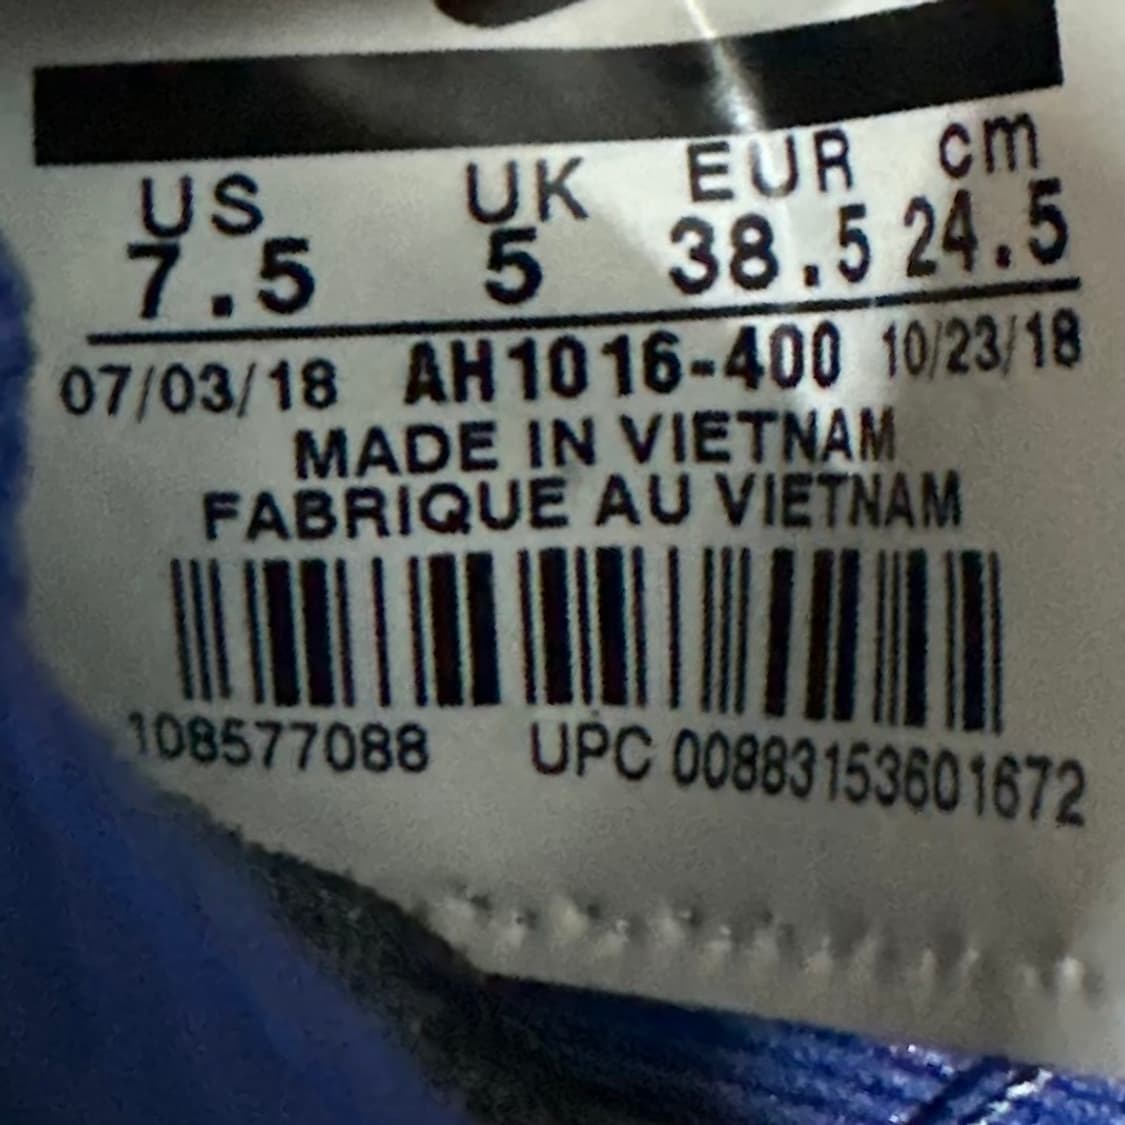 US UK EUR cm
7.5 5 38.5 24.5
07/03/18 AH1016-400 10/23/18
MADE IN VIETNAM
FABRIQUE AU VIETNAM
108577088 UPC 00883153601672